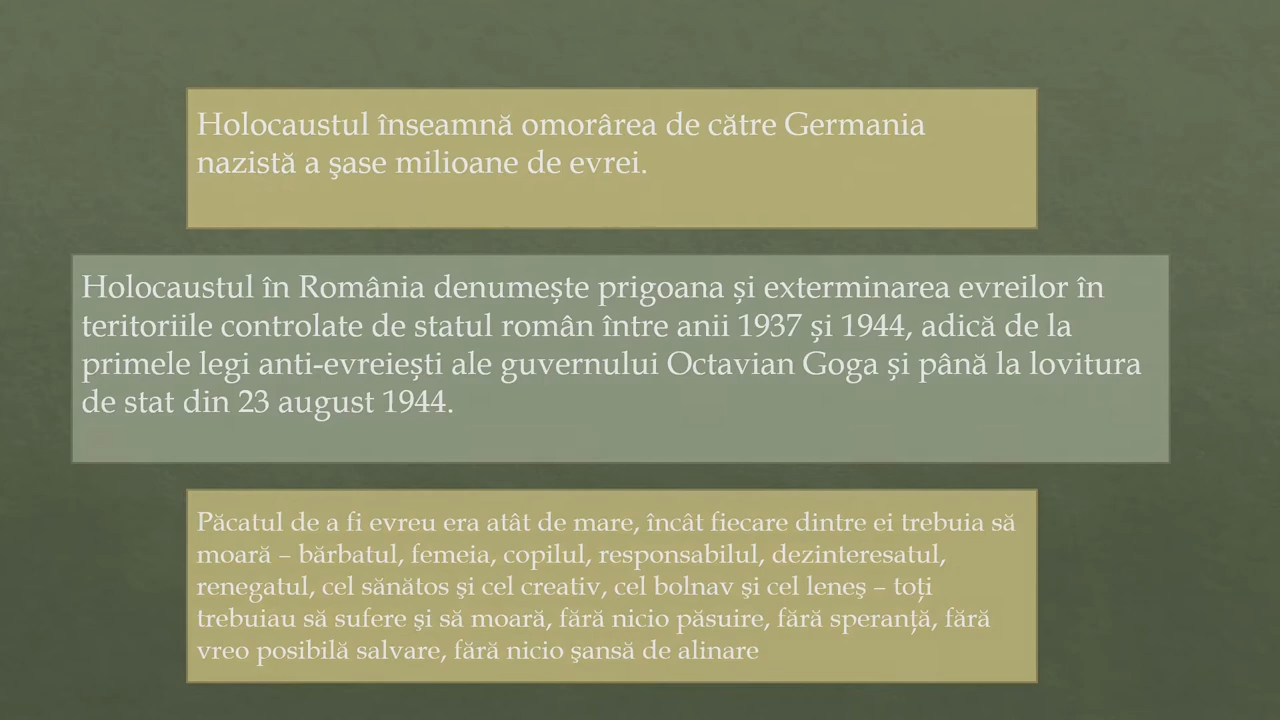 Holocaustul înseamnă omorârea de către Germania
nazistă a şase milioane de evrei.
Holocaustul în România denumește prigoana și exterminarea evreilor în
teritoriile controlate de statul român între anii 1937 și 1944, adică de la
primele legi anti-evreiești ale guvernului Octavian Goga și până la lovitura
de stat din 23 august 1944.
Păcatul de a fi evreu era atât de mare, încât fiecare dintre ei trebuia să
moară – bărbatul, femeia, copilul, responsabilul, dezinteresatul,
renegatul, cel sănătos şi cel creativ, cel bolnav şi cel leneş – toți
trebuiau să sufere şi să moară, fără nicio păsuire, fără speranță, fără
vreo posibilă salvare, fără nicio şansă de alinare